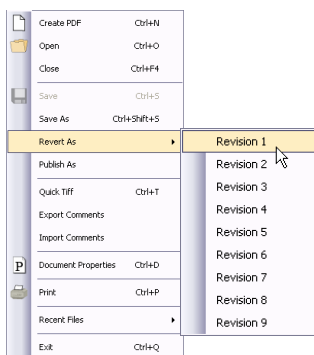 Create PDF Ctrl+N
Open Ctrl+O
Close Ctrl+F4
Save Ctrl+S
Save As Ctrl+Shift+S
Revert As
Revision 1
Publish As
Revision 2
Revision 3
Quick Tiff Ctrl+T
Revision 4
Export Comments
Revision 5
Import Comments
Revision 6
P Document Properties Ctrl+D
Revision 7
Print Ctrl+P
Revision 8
Recent Files
Revision 9
Exit Ctrl+Q